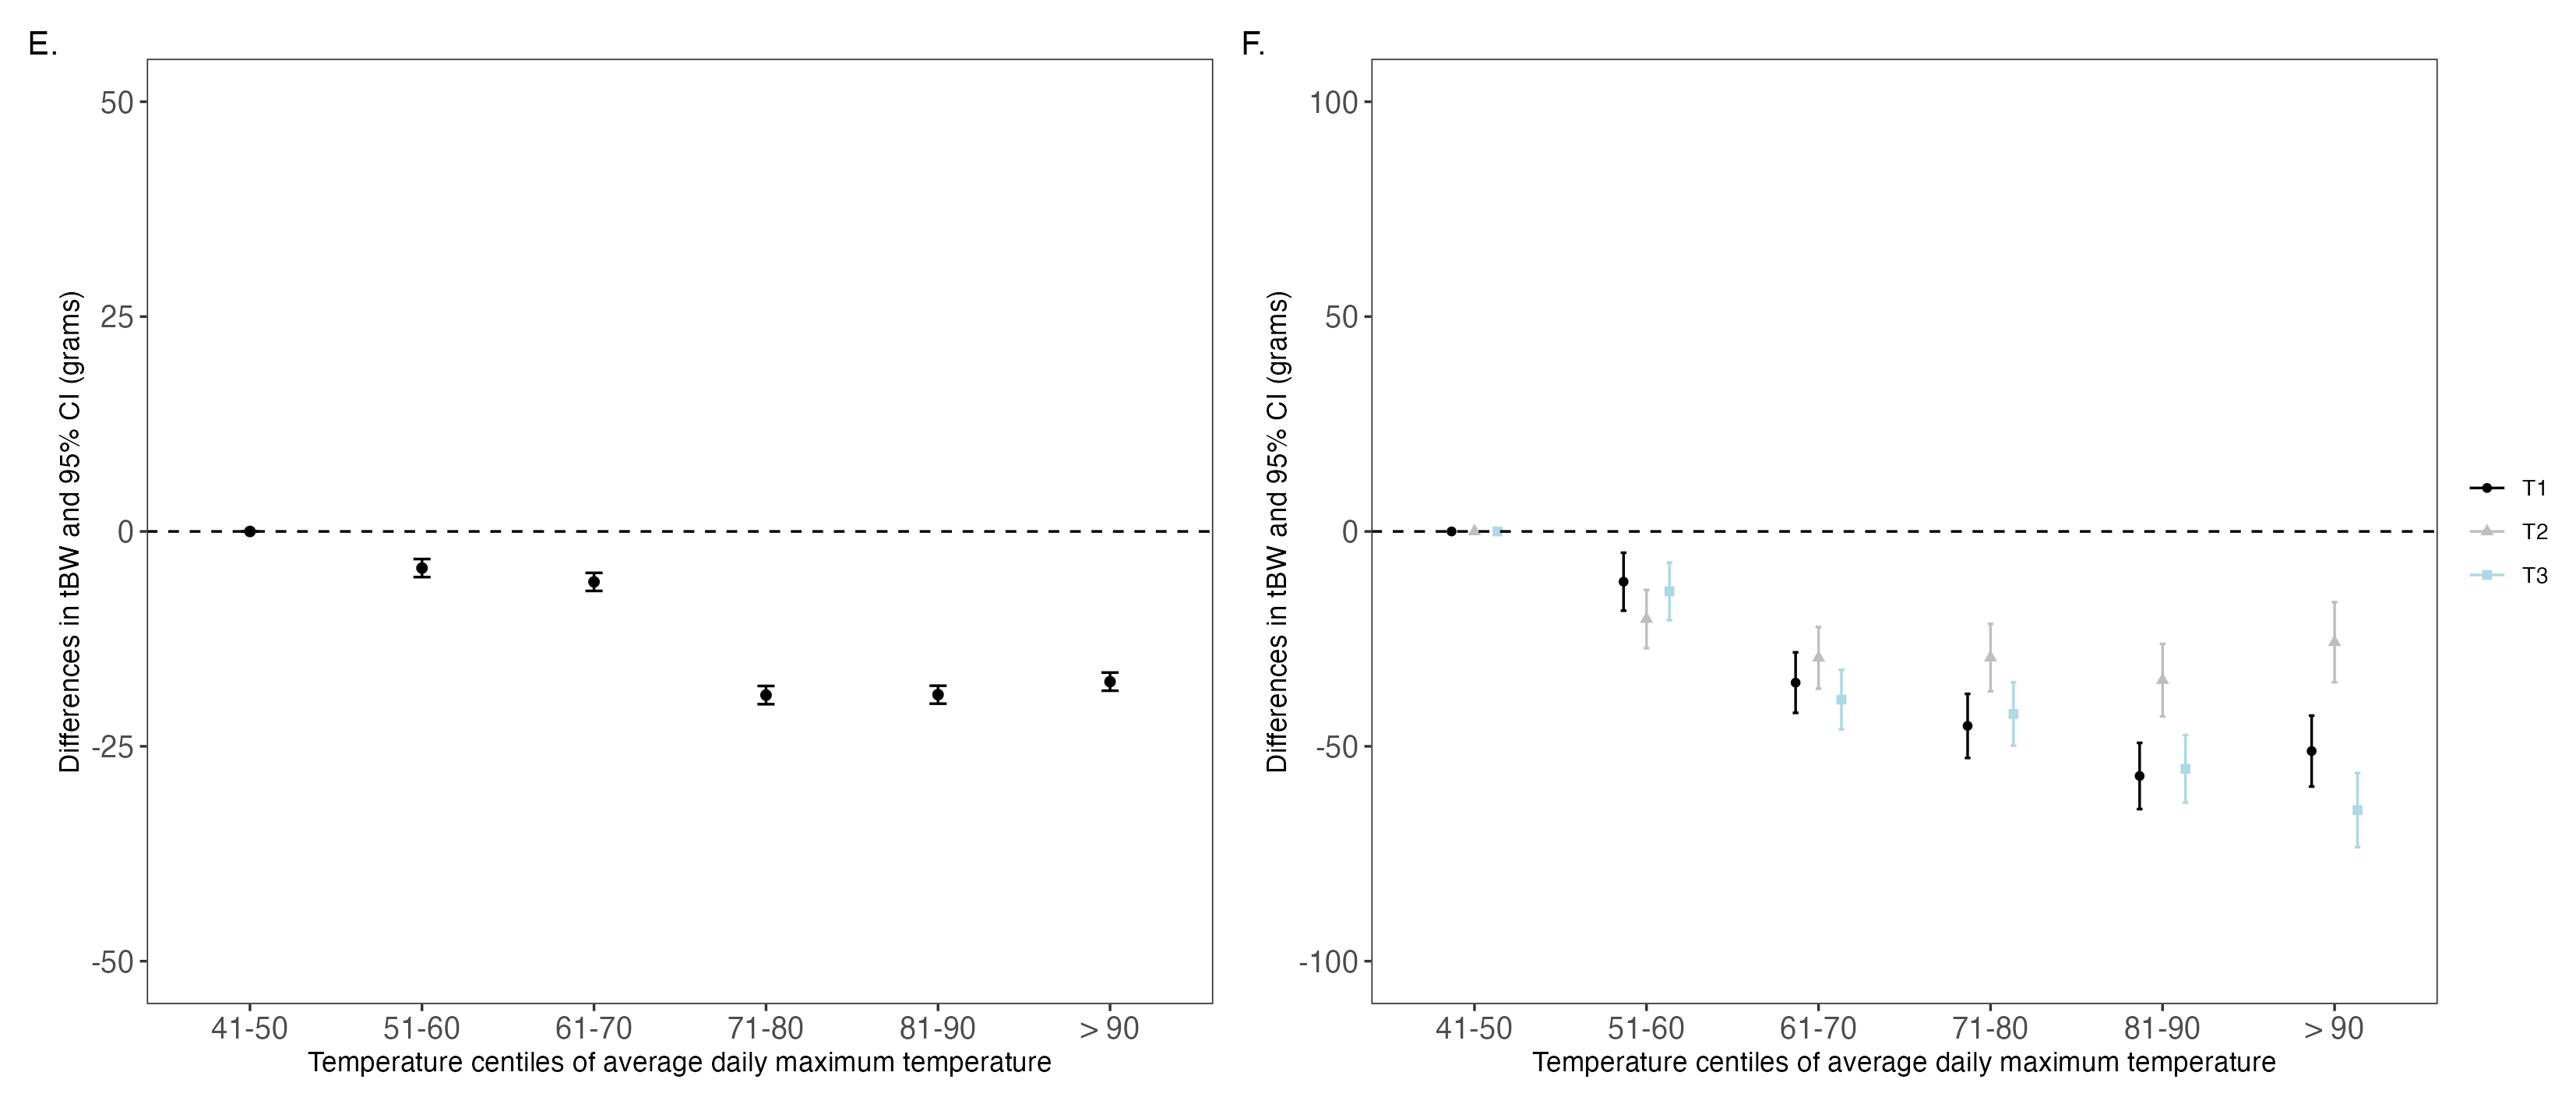 E.
Differences in tBW and 95% CI (grams)
50
25
0
-25
-50
41-50 51-60 61-70 71-80 81-90 > 90
Temperature centiles of average daily maximum temperature
F.
Differences in tBW and 95% CI (grams)
100
50
0
-50
-100
41-50 51-60 61-70 71-80 81-90 > 90
Temperature centiles of average daily maximum temperature
T1
T2
T3